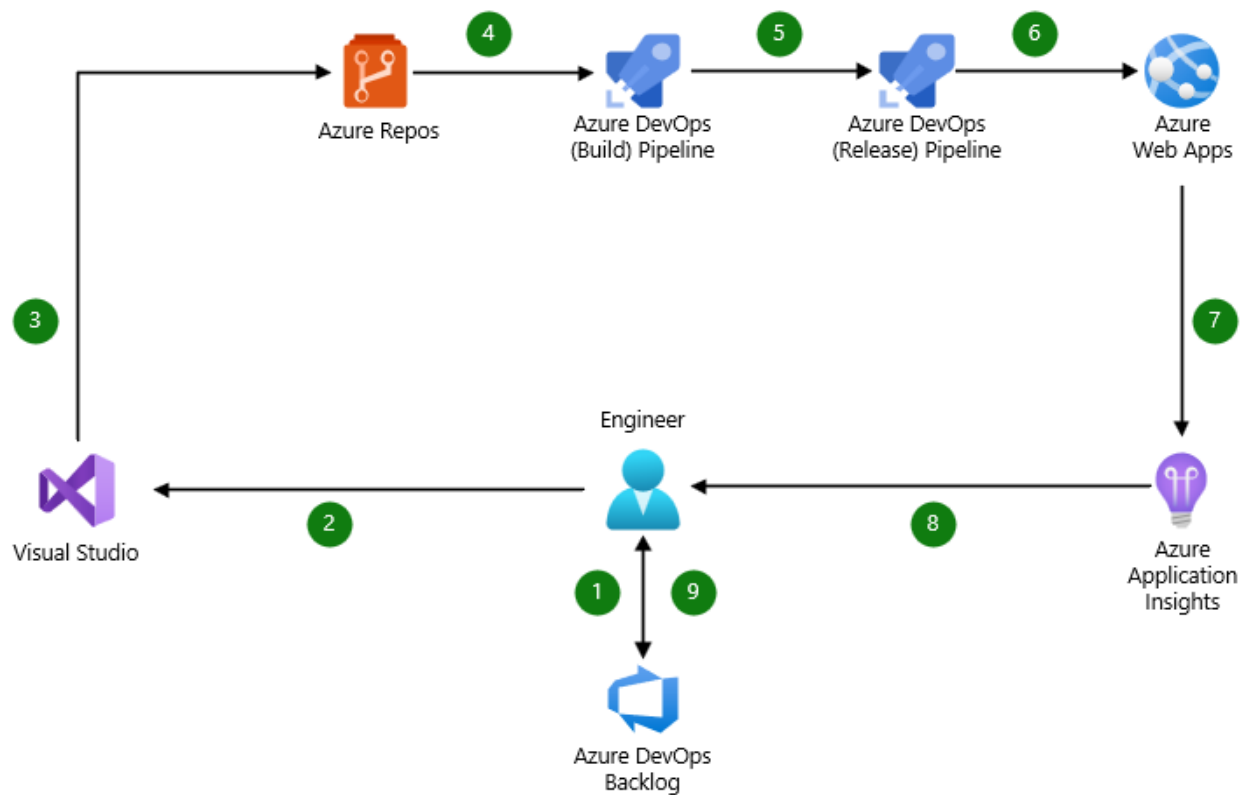 4
5
6
Azure Repos
Azure DevOps
(Build) Pipeline
Azure DevOps
(Release) Pipeline
Azure
Web Apps
3
7
Engineer
Visual Studio
2
8
Azure
Application
Insights
1
9
Azure DevOps
Backlog